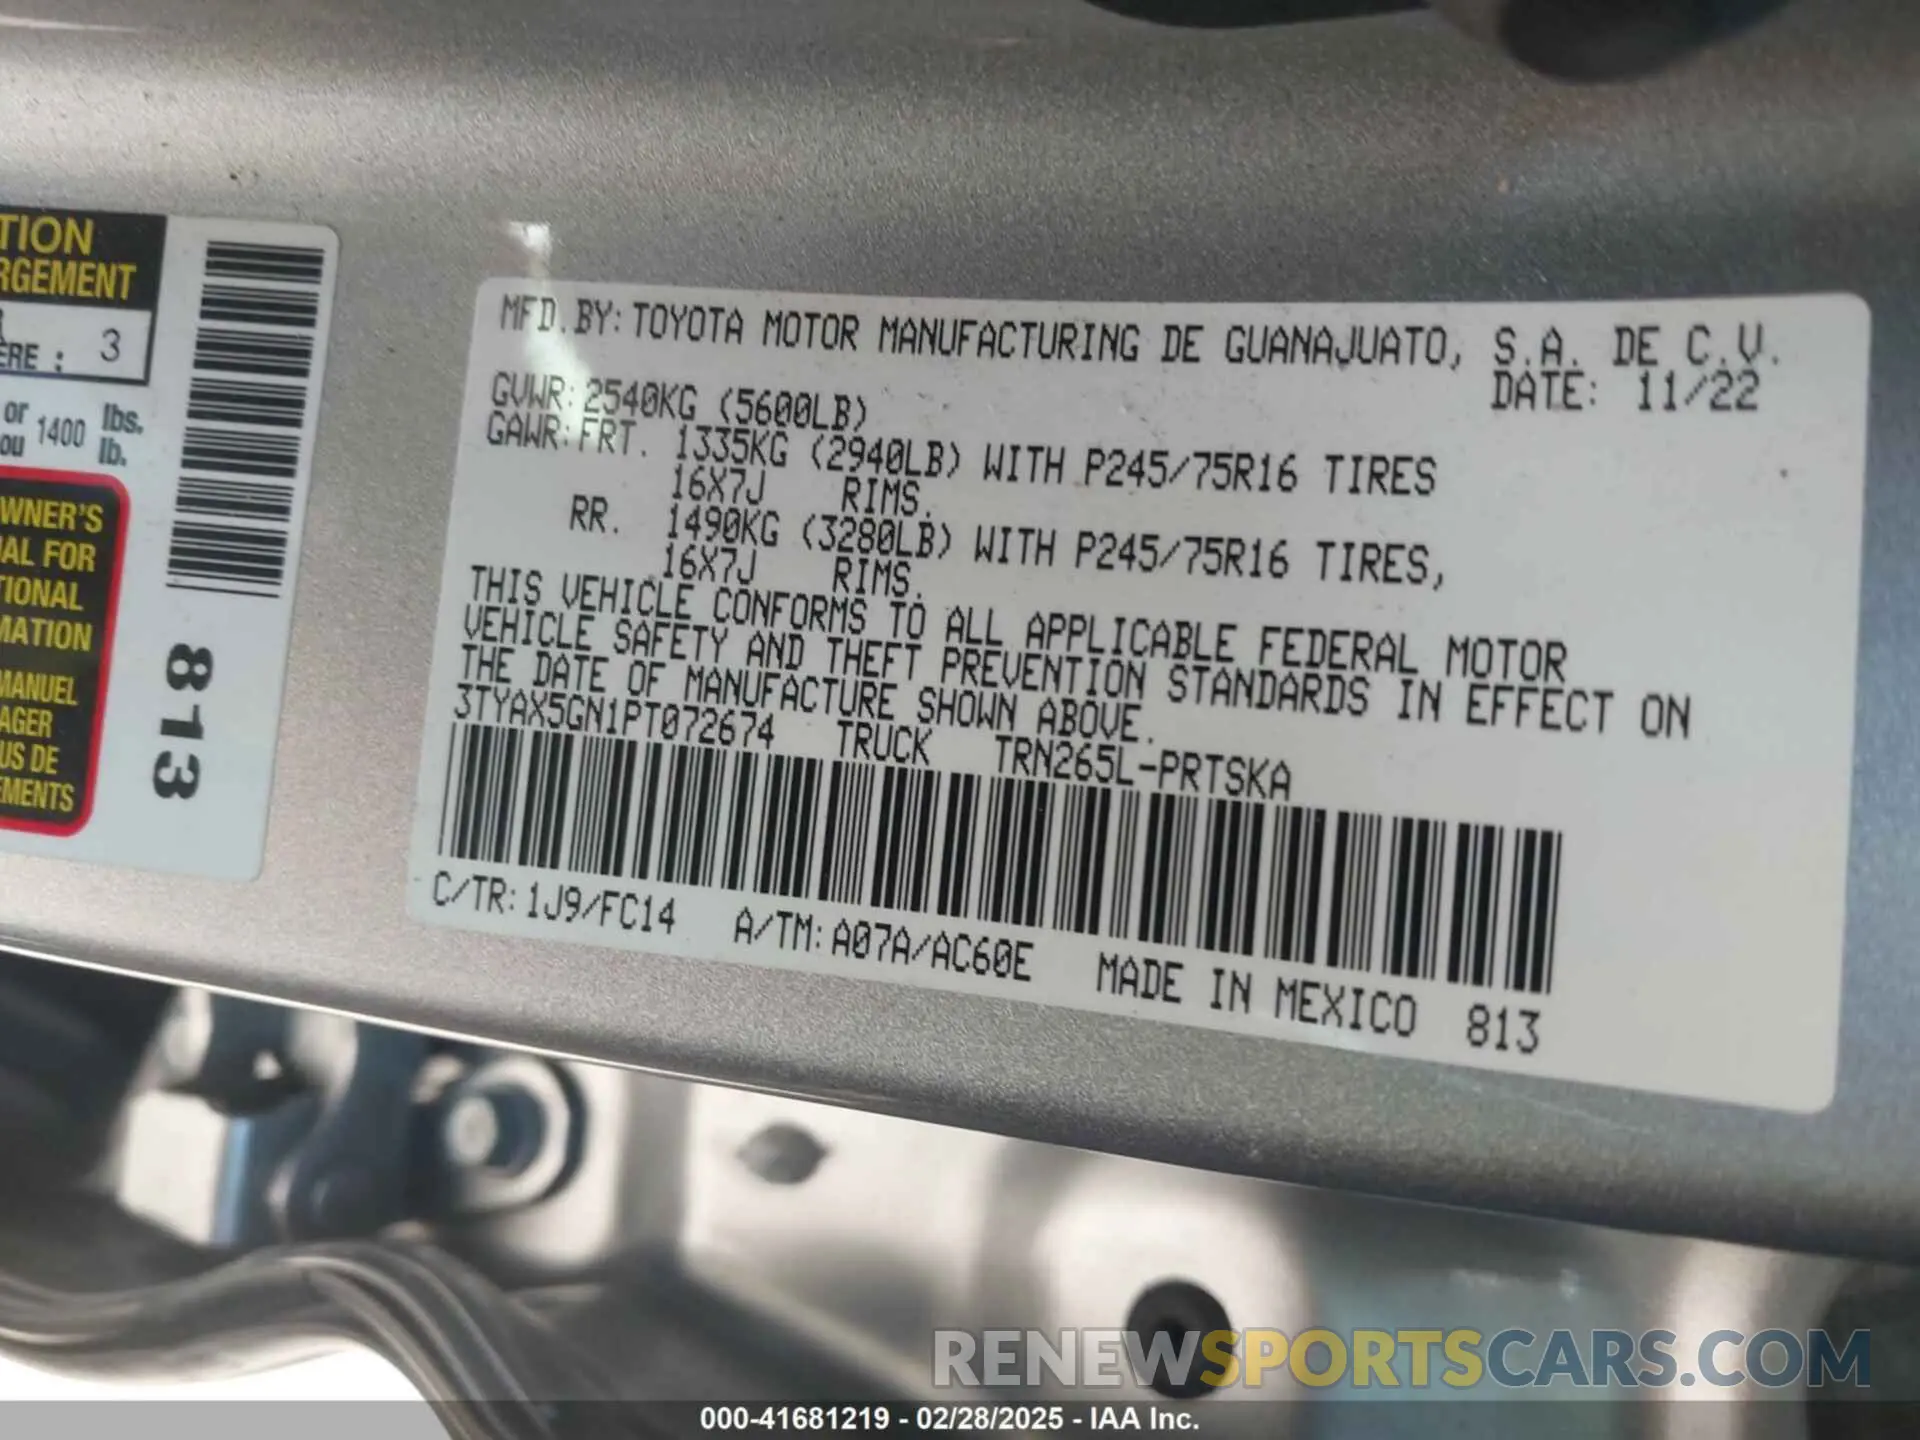 TION
RGEMENT
ERE : 3
or 1400 lbs.
ou lb.
WNER'S
AL FOR
TIONAL
MATION
MANUEL
AGER
US DE
EMENTS
813
MFD.BY: TOYOTA MOTOR MANUFACTURING DE GUANAJUATO, S.A. DE C.V.
DATE: 11/22
GVWR: 2540KG (5600LB)
GAWR: FRT. 1335KG (2940LB) WITH P245/75R16 TIRES
16X7J RIMS.
RR. 1490KG (3280LB) WITH P245/75R16 TIRES,
16X7J RIMS.
THIS VEHICLE CONFORMS TO ALL APPLICABLE FEDERAL MOTOR
VEHICLE SAFETY AND THEFT PREVENTION STANDARDS IN EFFECT ON
THE DATE OF MANUFACTURE SHOWN ABOVE.
3TYAX5GN1PT072674 TRUCK TRN265L-PRTSKA
C/TR: 1J9/FC14 A/TM: A07A/AC60E MADE IN MEXICO 813
RENEWSPORTSCARS.COM
000-41681219 - 02/28/2025 - IAA Inc.